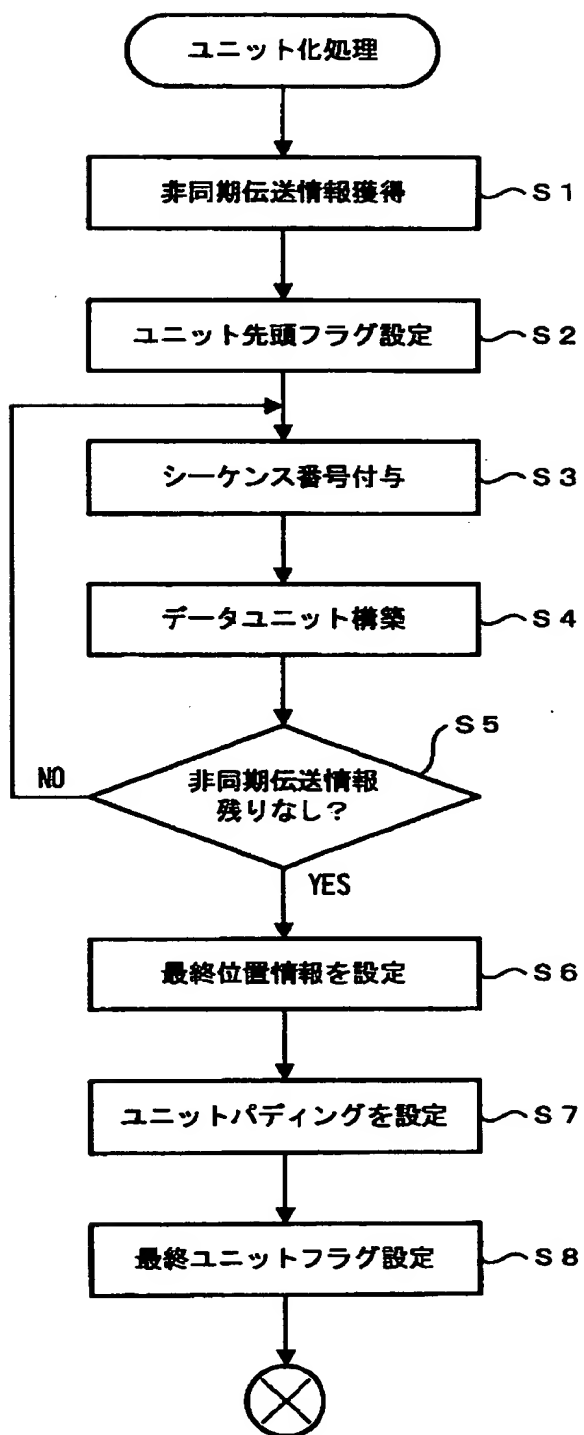 ユニット化処理
非同期伝送情報獲得
S1
ユニット先頭フラグ設定
S2
シーケンス番号付与
S3
データユニット構築
S4
S5
NO
非同期伝送情報
残りなし？
YES
最終位置情報を設定
S6
ユニットパディングを設定
S7
最終ユニットフラグ設定
S8